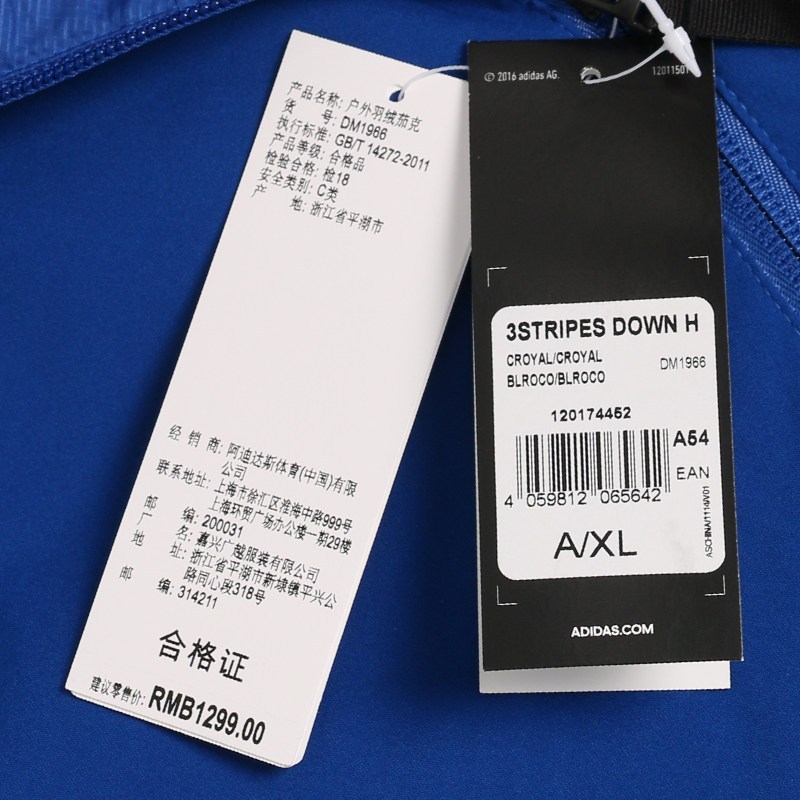 产品名称: 户外羽绒茄克
货 号: DM1966
执行标准: GB/T 14272-2011
产品等级: 合格品
检验合格: 检18
安全类别: C类
产 地: 浙江省平湖市
经 销 商: 阿迪达斯体育(中国)有限
公司
联系地址: 上海市徐汇区淮海中路999号
上海环贸广场办公楼一期29楼
邮 编: 200031
厂 名: 嘉兴广越服装有限公司
地 址: 浙江省平湖市新埭镇平兴公
路同心段318号
邮 编: 314211
合格证
建议零售价: RMB1299.00
© 2016 adidas AG.
12011501
3STRIPES DOWN H
CROYAL/CROYAL
DM1966
BLROCO/BLROCO
120174452
A54
EAN
4 059812 065642
A/XL
ASCHINA/1114/V01
ADIDAS.COM